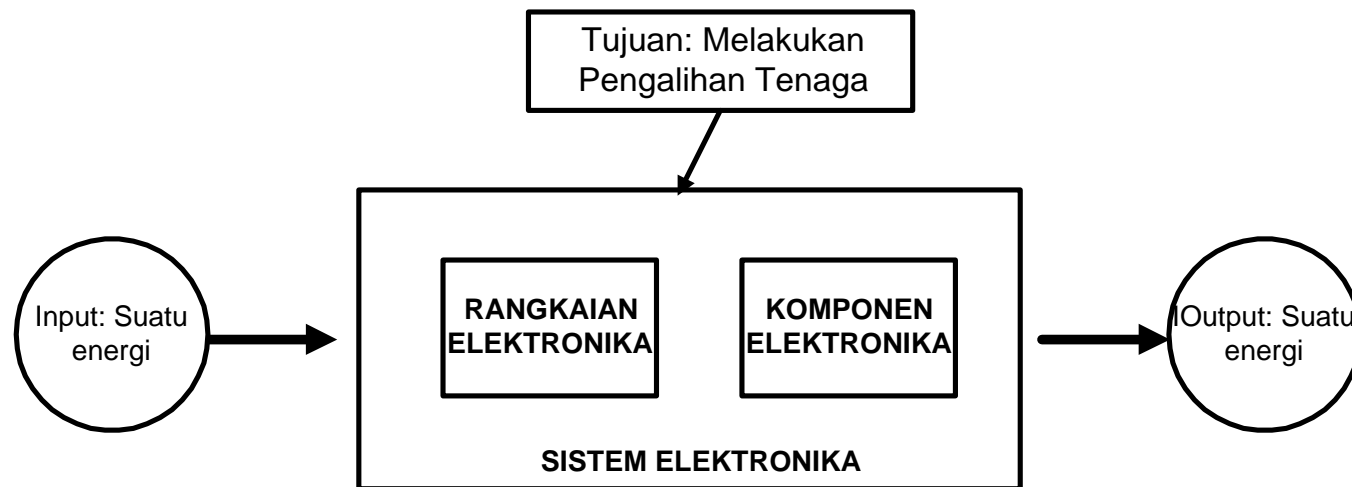 Tujuan: Melakukan
Pengalihan Tenaga
Input: Suatu
energi
RANGKAIAN
ELEKTRONIKA
KOMPONEN
ELEKTRONIKA
IOutput: Suatu
energi
SISTEM ELEKTRONIKA